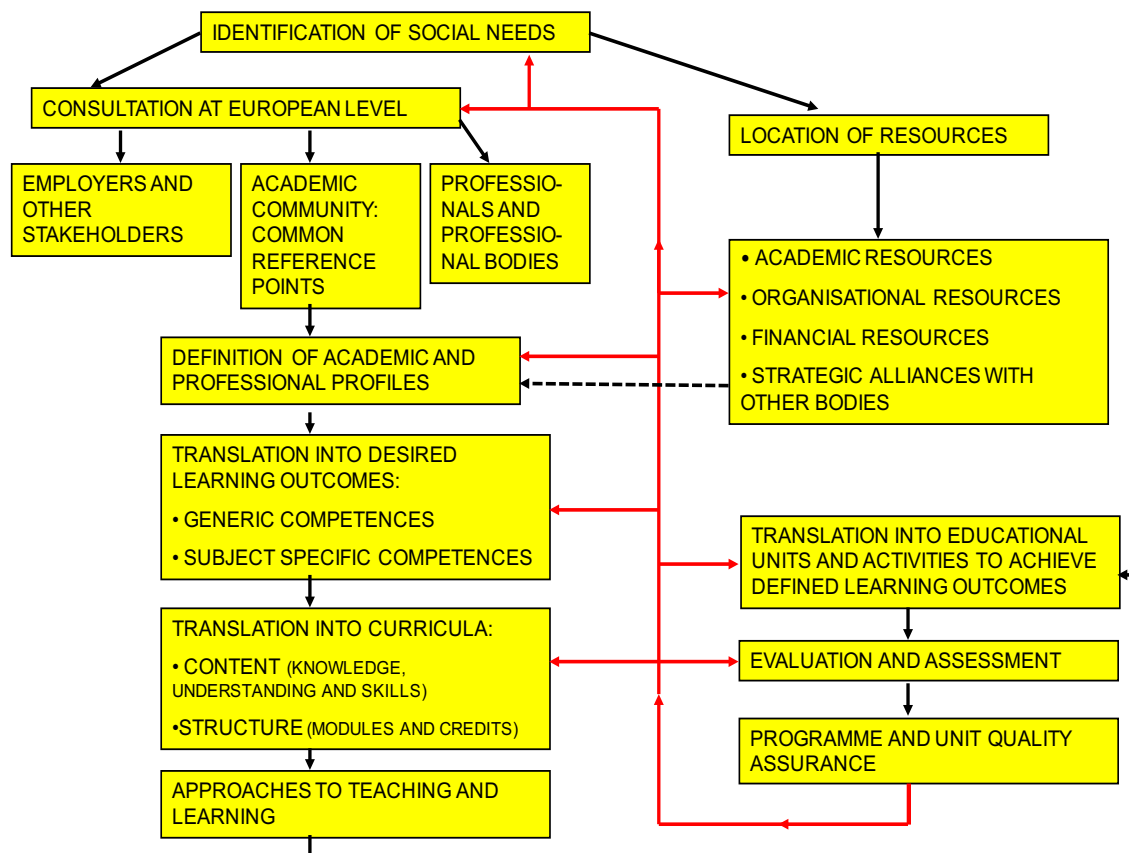 IDENTIFICATION OF SOCIAL NEEDS
CONSULTATION AT EUROPEAN LEVEL
LOCATION OF RESOURCES
EMPLOYERS AND
OTHER
STAKEHOLDERS
ACADEMIC
COMMUNITY:
COMMON
REFERENCE
POINTS
PROFESSIO-
NALS AND
PROFESSIO-
NAL BODIES
• ACADEMIC RESOURCES
• ORGANISATIONAL RESOURCES
• FINANCIAL RESOURCES
• STRATEGIC ALLIANCES WITH
OTHER BODIES
DEFINITION OF ACADEMIC AND
PROFESSIONAL PROFILES
TRANSLATION INTO DESIRED
LEARNING OUTCOMES:
• GENERIC COMPETENCES
• SUBJECT SPECIFIC COMPETENCES
TRANSLATION INTO CURRICULA:
• CONTENT (KNOWLEDGE,
UNDERSTANDING AND SKILLS)
•STRUCTURE (MODULES AND CREDITS)
APPROACHES TO TEACHING AND
LEARNING
TRANSLATION INTO EDUCATIONAL
UNITS AND ACTIVITIES TO ACHIEVE
DEFINED LEARNING OUTCOMES
EVALUATION AND ASSESSMENT
PROGRAMME AND UNIT QUALITY
ASSURANCE